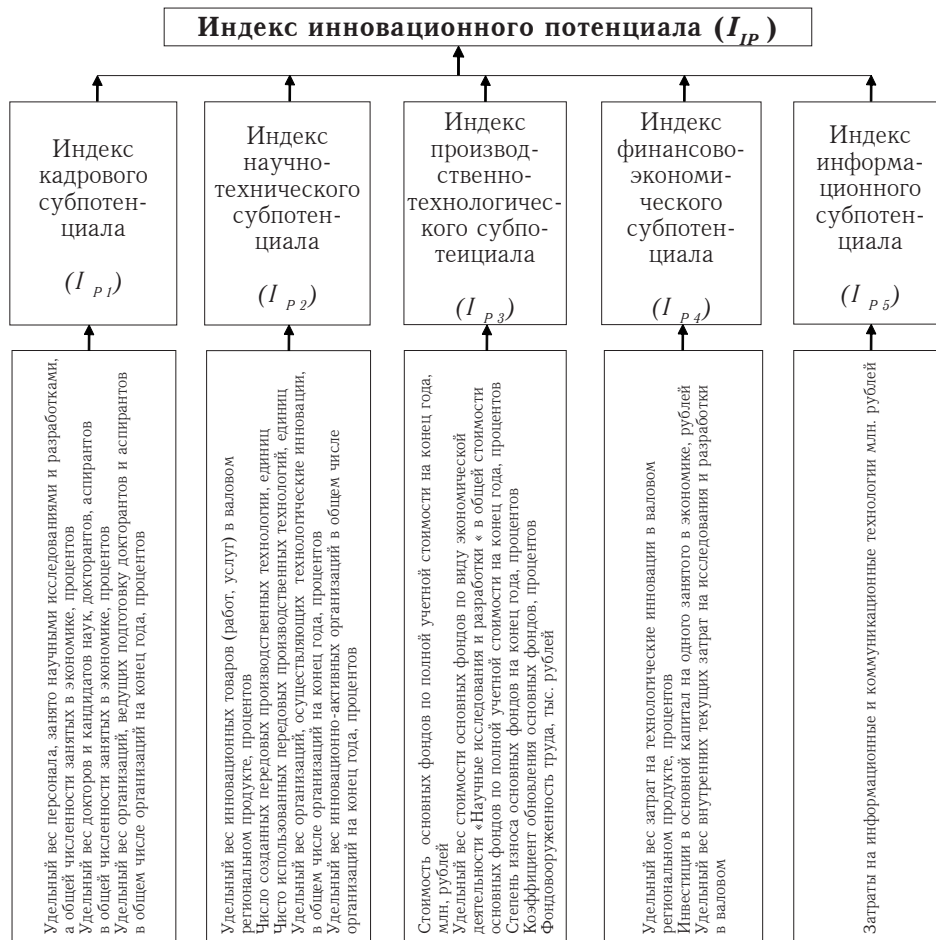 Индекс инновационного потенциала (I IP)
Индекс
кадрового
субпотен-
циала
(I P1)
Индекс
научно-
технического
субпотен-
циала
(I P2)
Индекс
производ-
ственно-
технологичес-
кого субпо-
теициала
(I P3)
Индекс
финансово-
экономи-
ческого
субпотен-
циала
(I P4)
Индекс
информа-
ционного
субпотен-
циала
(I P5)
Удельный вес персонала, занято научными исследованиями и разработками,
а общей численности занятых в экономике, процентов
Удельный вес докторов и кандидатов наук, докторантов, аспирантов
в общей численности занятых в экономике, процентов
Удельный вес организаций, ведущих подготовку докторантов и аспирантов
в общем числе организаций на конец года, процентов
Удельный вес инновационных товаров (работ, услуг) в валовом
региональном продукте, процентов
Число созданных передовых производственных технологии, единиц
Чисто использованных передовых производственных технологий, единиц
Удельный вес организаций, осуществляющих технологические инновации,
в общем числе организаций на конец года, процентов
Удельный вес инновационно-активных организаций в общем числе
организаций на конец года, процентов
Стоимость основных фондов по полной учетной стоимости на конец года,
млн, рублей
Удельный вес стоимости основных фондов по виду экономической
деятельности «Научные исследования и разработки « в общей стоимости
основных фондов по полной учетной стоимости на конец года, процентов
Степень износа основных фондов на конец года, процентов
Коэффициент обновления основных фондов, процентов
Фондовооруженность труда, тыс. рублей
Удельный вес затрат на технологические инновации в валовом
региональном продукте, процентов
Инвестиции в основной капитал на одного занятого в экономике, рублей
Удельный вес внутренних текущих затрат на исследования и разработки
в валовом
Затраты на информационные и коммуникационные технологии млн. рублей